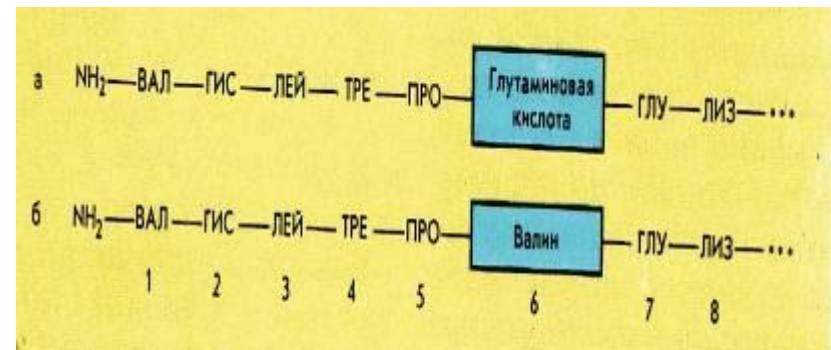 а NH₂—ВАЛ—ГИС—ЛЕЙ—ТРЕ—ПРО—Глутаминовая кислота—ГЛУ—ЛИЗ—...
б NH₂—ВАЛ—ГИС—ЛЕЙ—ТРЕ—ПРО—Валин—ГЛУ—ЛИЗ—...
1 2 3 4 5 6 7 8